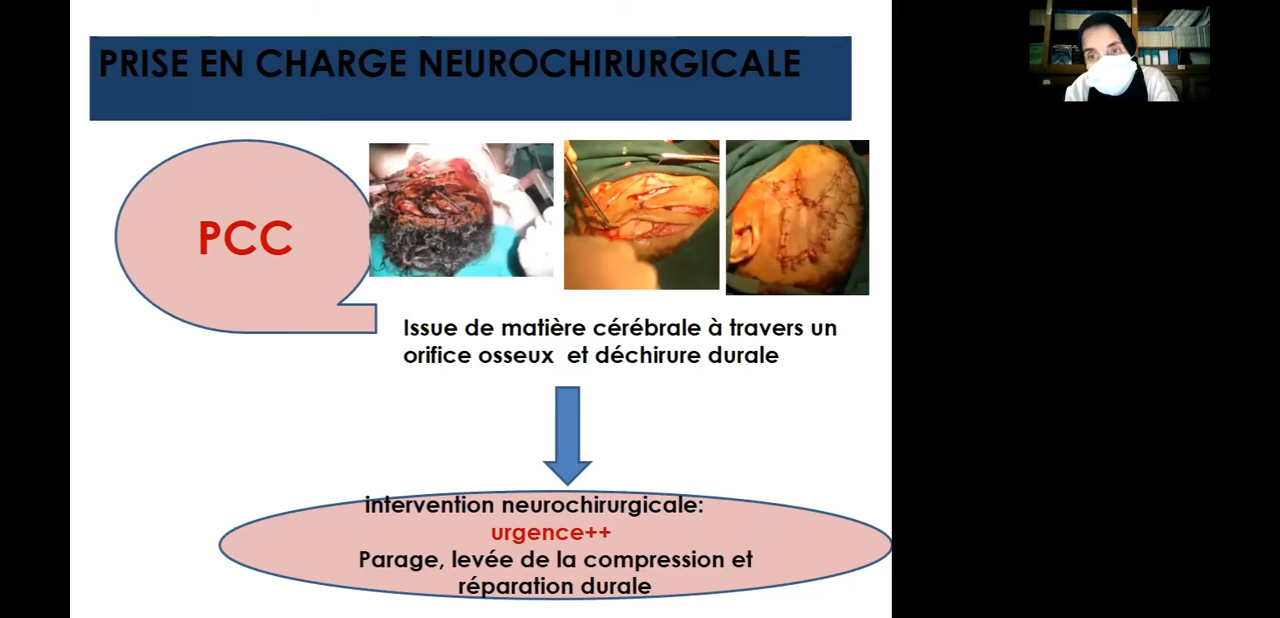 PRISE EN CHARGE NEUROCHIRURGICALE
PCC
Issue de matière cérébrale à travers un
orifice osseux et déchirure durale
intervention neurochirurgicale:
urgence++
Parage, levée de la compression et
réparation durale